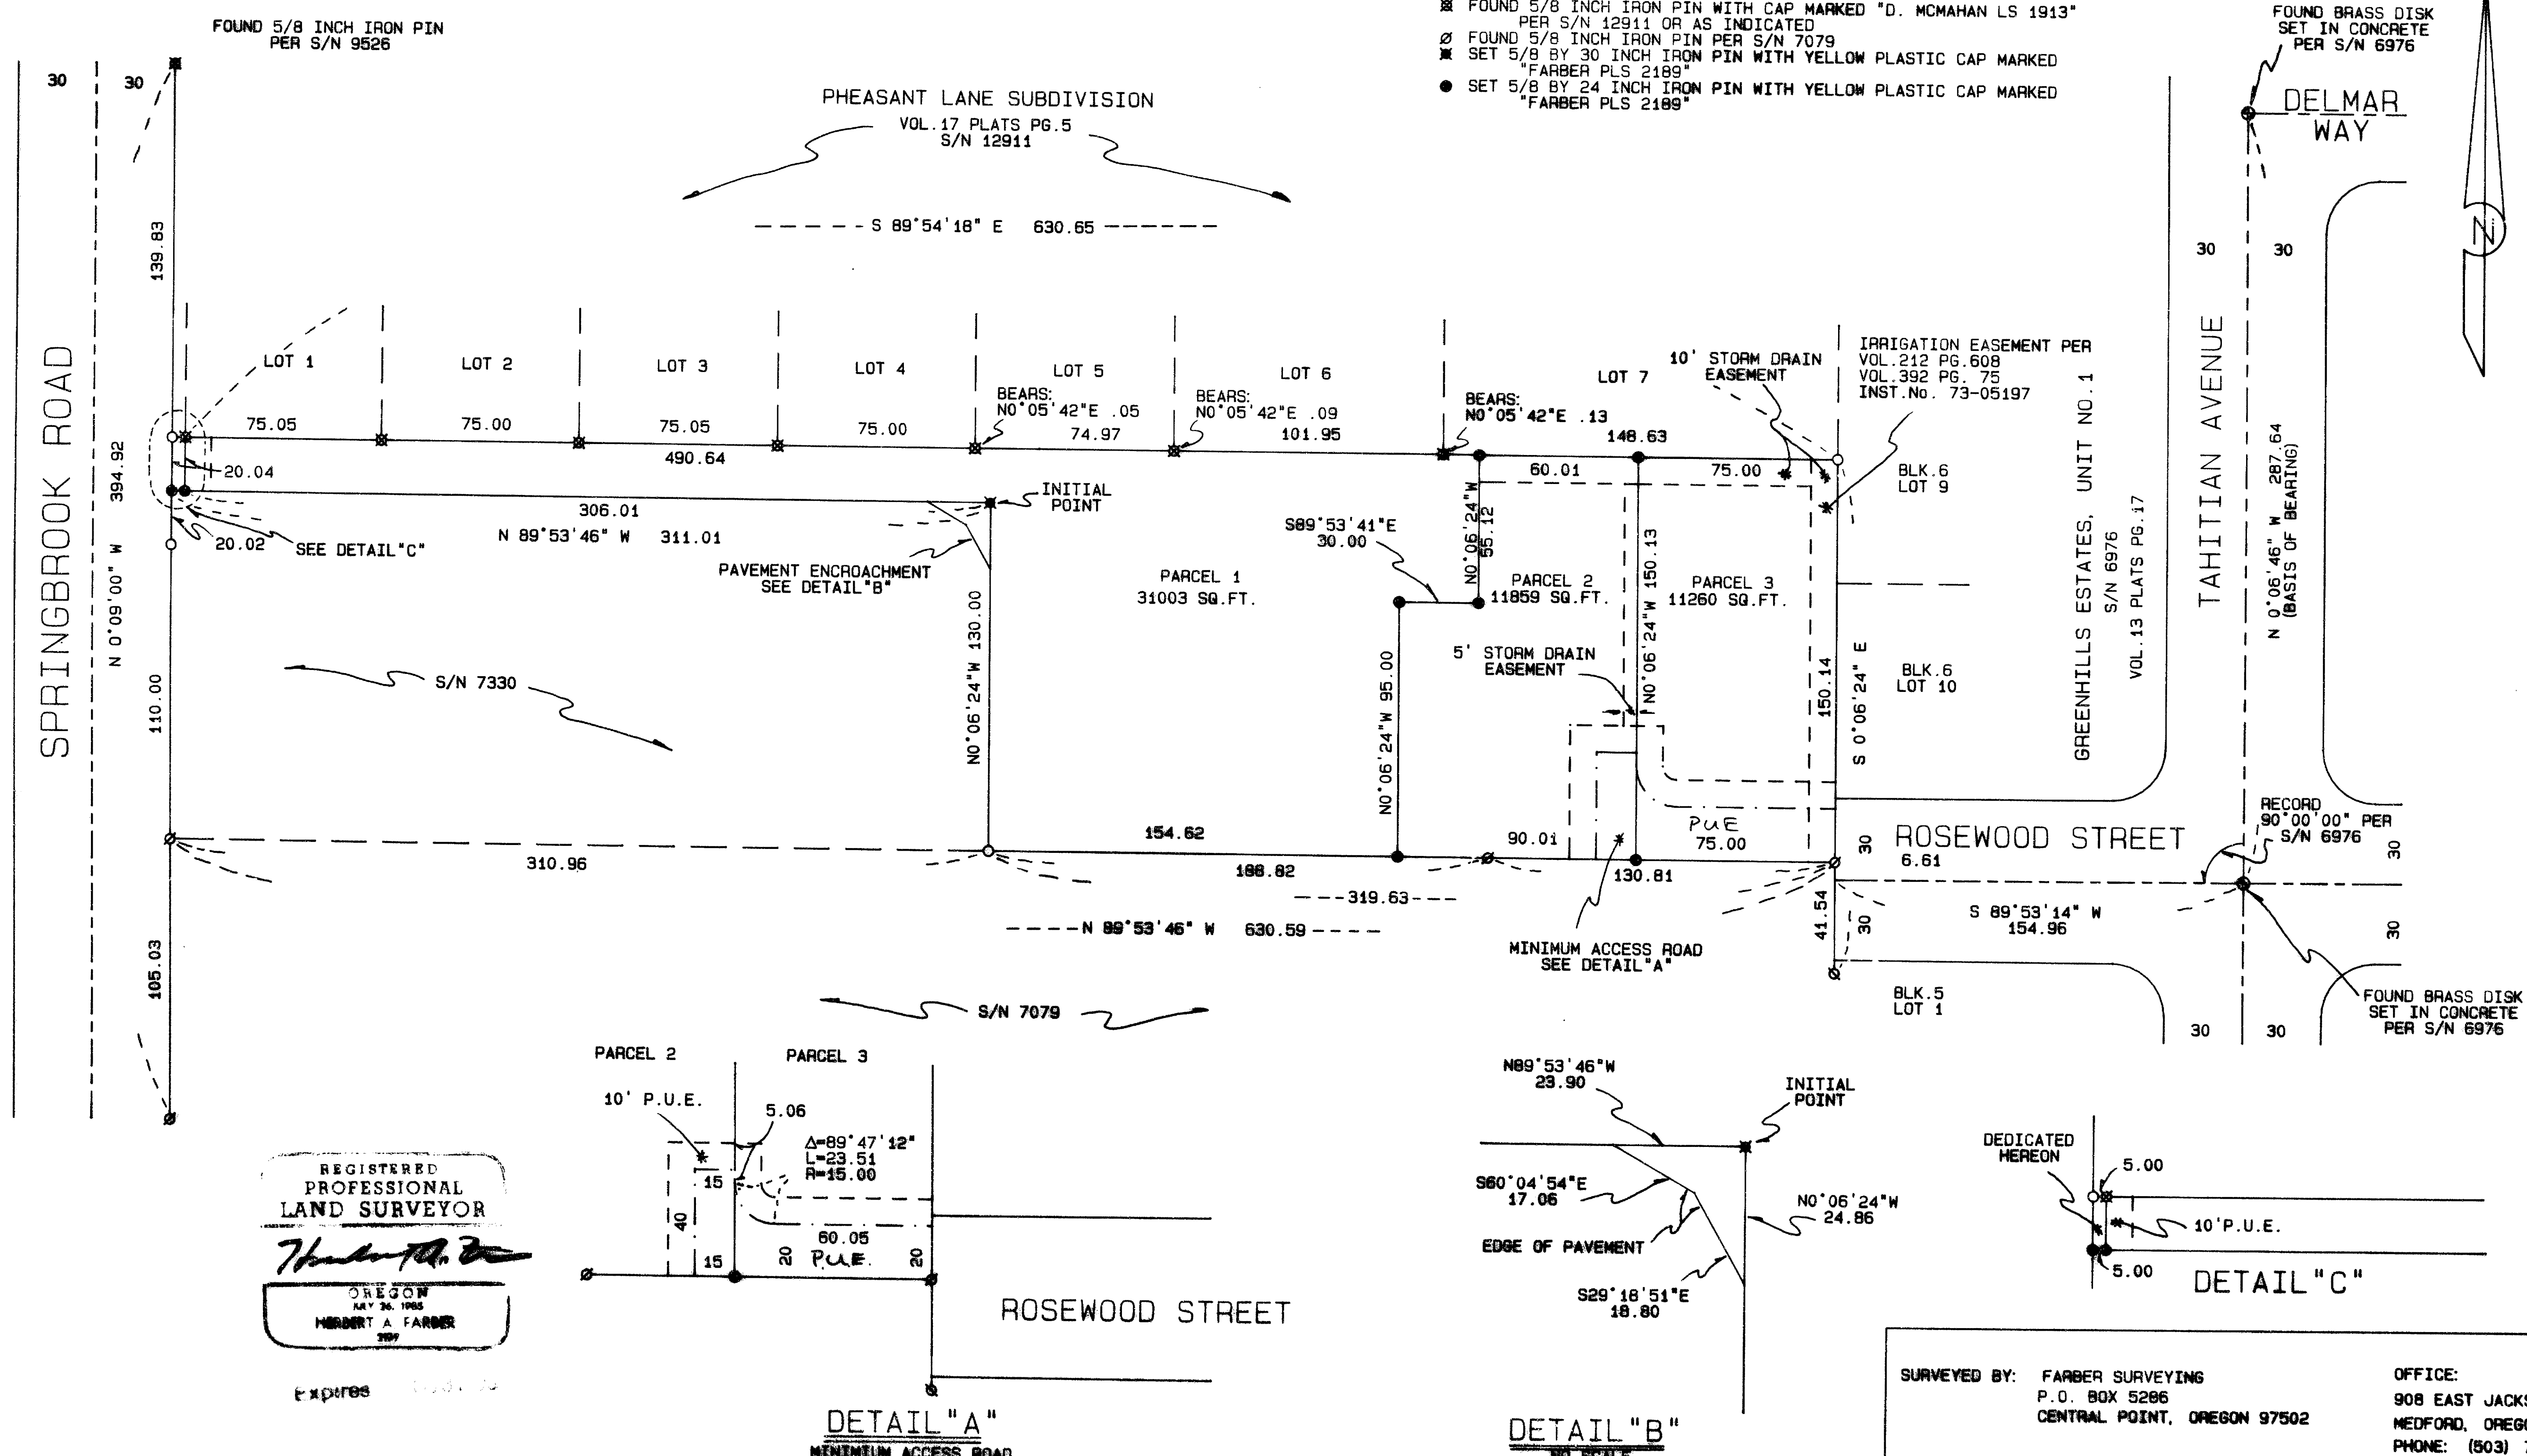 FOUND 5/8 INCH IRON PIN
PER S/N 9526
FOUND 5/8 INCH IRON PIN WITH CAP MARKED "D. MCMAHAN LS 1913"
PER S/N 12911 OR AS INDICATED
FOUND 5/8 INCH IRON PIN PER S/N 7079
SET 5/8 BY 30 INCH IRON PIN WITH YELLOW PLASTIC CAP MARKED
"FARBER PLS 2189"
SET 5/8 BY 24 INCH IRON PIN WITH YELLOW PLASTIC CAP MARKED
"FARBER PLS 2189"
FOUND BRASS DISK
SET IN CONCRETE
PER S/N 6976
DELMAR
WAY
N
30
30
PHEASANT LANE SUBDIVISION
VOL.17 PLATS PG.5
S/N 12911
S 89°54'18" E 630.65
139.83
SPRINGBROOK ROAD
N 0°09'00" W 394.92
LOT 1
LOT 2
LOT 3
LOT 4
LOT 5
LOT 6
LOT 7
75.05
75.00
75.05
75.00
BEARS:
N0°05'42"E .05
74.97
BEARS:
N0°05'42"E .09
101.95
BEARS:
N0°05'42"E .13
148.63
490.64
60.01
75.00
10' STORM DRAIN
EASEMENT
IRRIGATION EASEMENT PER
VOL.212 PG.608
VOL.392 PG. 75
INST.No. 73-05197
BLK.6
LOT 9
BLK.6
LOT 10
GREENHILLS ESTATES, UNIT NO.1
S/N 6976
VOL.13 PLATS PG.17
TAHITIAN AVENUE
30
30
N 0°06'46" W 287.64
(BASIS OF BEARING)
20.04
20.02
SEE DETAIL"C"
306.01
N 89°53'46" W 311.01
INITIAL
POINT
PAVEMENT ENCROACHMENT
SEE DETAIL"B"
N0°06'24"W 130.00
PARCEL 1
31003 SQ.FT.
S89°53'41"E
30.00
N0°06'24"W
55.12
PARCEL 2
11859 SQ.FT.
N0°06'24"W 150.13
PARCEL 3
11260 SQ.FT.
5' STORM DRAIN
EASEMENT
N0°06'24"W 95.00
150.14
S 0°06'24" E
S/N 7330
110.00
310.96
154.62
188.82
319.63
N 89°53'46" W 630.59
90.01
PUE
75.00
130.81
MINIMUM ACCESS ROAD
SEE DETAIL"A"
30
ROSEWOOD STREET
6.61
RECORD
90°00'00" PER
S/N 6976
30
41.54
30
S 89°53'14" W
154.96
30
BLK.5
LOT 1
30
30
FOUND BRASS DISK
SET IN CONCRETE
PER S/N 6976
105.03
S/N 7079
PARCEL 2
PARCEL 3
10' P.U.E.
5.06
Δ=89°47'12"
L=23.51
R=15.00
15
40
15
20
60.05
P.U.E.
20
ROSEWOOD STREET
DETAIL"A"
MINIMIUM ACCESS ROAD
N89°53'46"W
23.90
INITIAL
POINT
S60°04'54"E
17.06
N0°06'24"W
24.86
EDGE OF PAVEMENT
S29°18'51"E
18.80
DETAIL"B"
NO SCALE
DEDICATED
HEREON
5.00
10'P.U.E.
5.00
DETAIL"C"
REGISTERED
PROFESSIONAL
LAND SURVEYOR
OREGON
JULY 26, 1985
HERBERT A FARBER
2189
Expires
SURVEYED BY: FARBER SURVEYING
P.O. BOX 5286
CENTRAL POINT, OREGON 97502
OFFICE:
908 EAST JACKS
MEDFORD, OREGO
PHONE: (503) 7